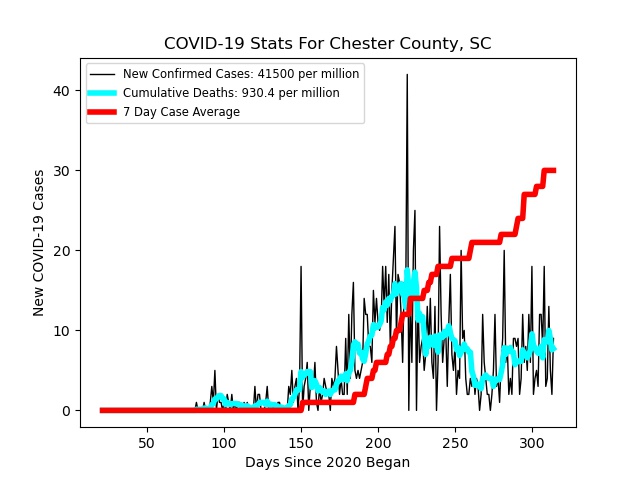 COVID-19 Stats For Chester County, SC
New Confirmed Cases: 41500 per million
Cumulative Deaths: 930.4 per million
7 Day Case Average
New COVID-19 Cases
40
30
20
10
0
50 100 150 200 250 300
Days Since 2020 Began